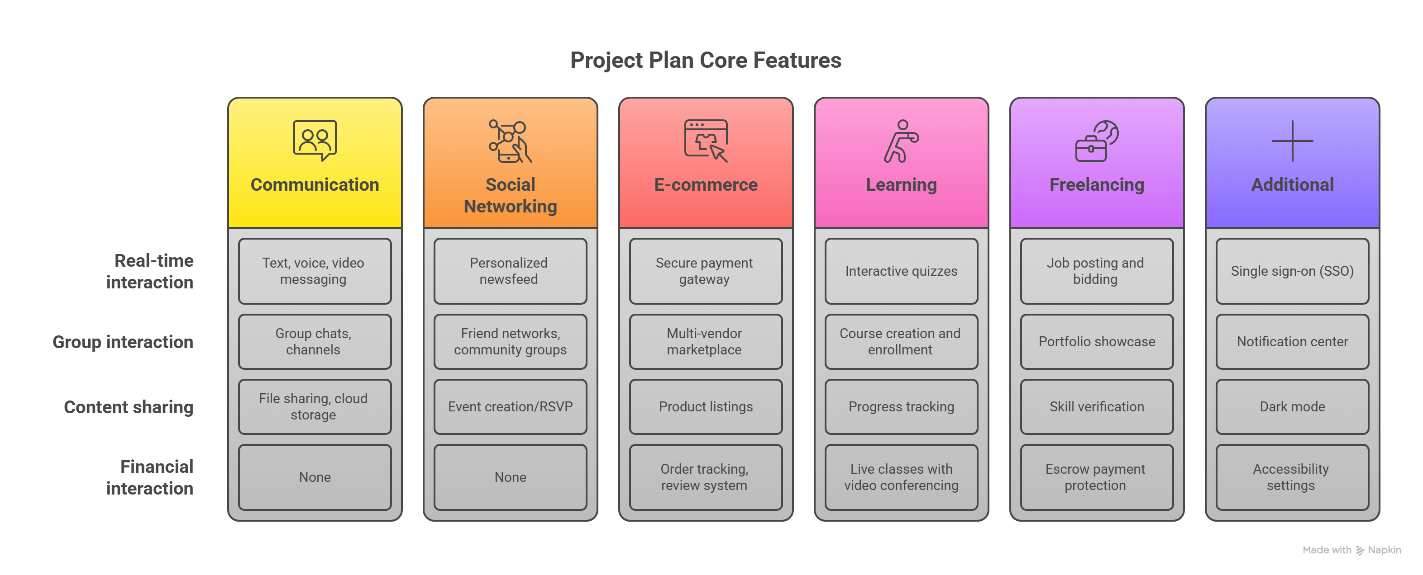 Project Plan Core Features
Communication
Social
Networking
E-commerce
Learning
Freelancing
Additional
Real-time
interaction
Text, voice, video
messaging
Personalized
newsfeed
Secure payment
gateway
Interactive quizzes
Job posting and
bidding
Single sign-on (SSO)
Group interaction
Group chats,
channels
Friend networks,
community groups
Multi-vendor
marketplace
Course creation and
enrollment
Portfolio showcase
Notification center
Content sharing
File sharing, cloud
storage
Event creation/RSVP
Product listings
Progress tracking
Skill verification
Dark mode
Financial
interaction
None
None
Order tracking,
review system
Live classes with
video conferencing
Escrow payment
protection
Accessibility
settings
Made with Napkin